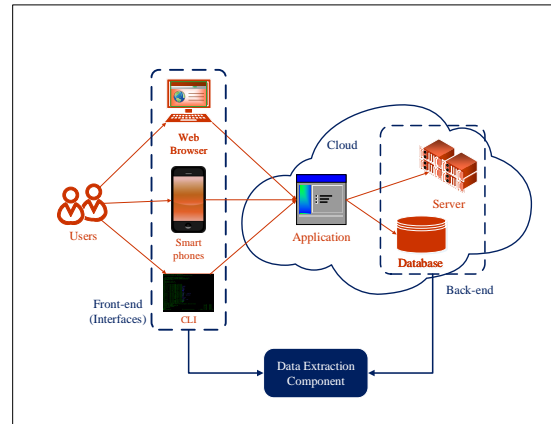 Cloud
Web
Browser
Users
Smart
phones
Application
Server
Database
Front-end
(Interfaces)
CLI
Back-end
Data Extraction
Component